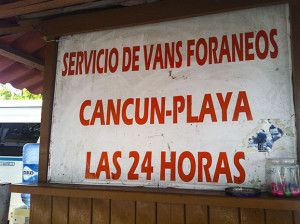 SERVICIO DE VANS FORANEOS
CANCUN-PLAYA
LAS 24 HORAS